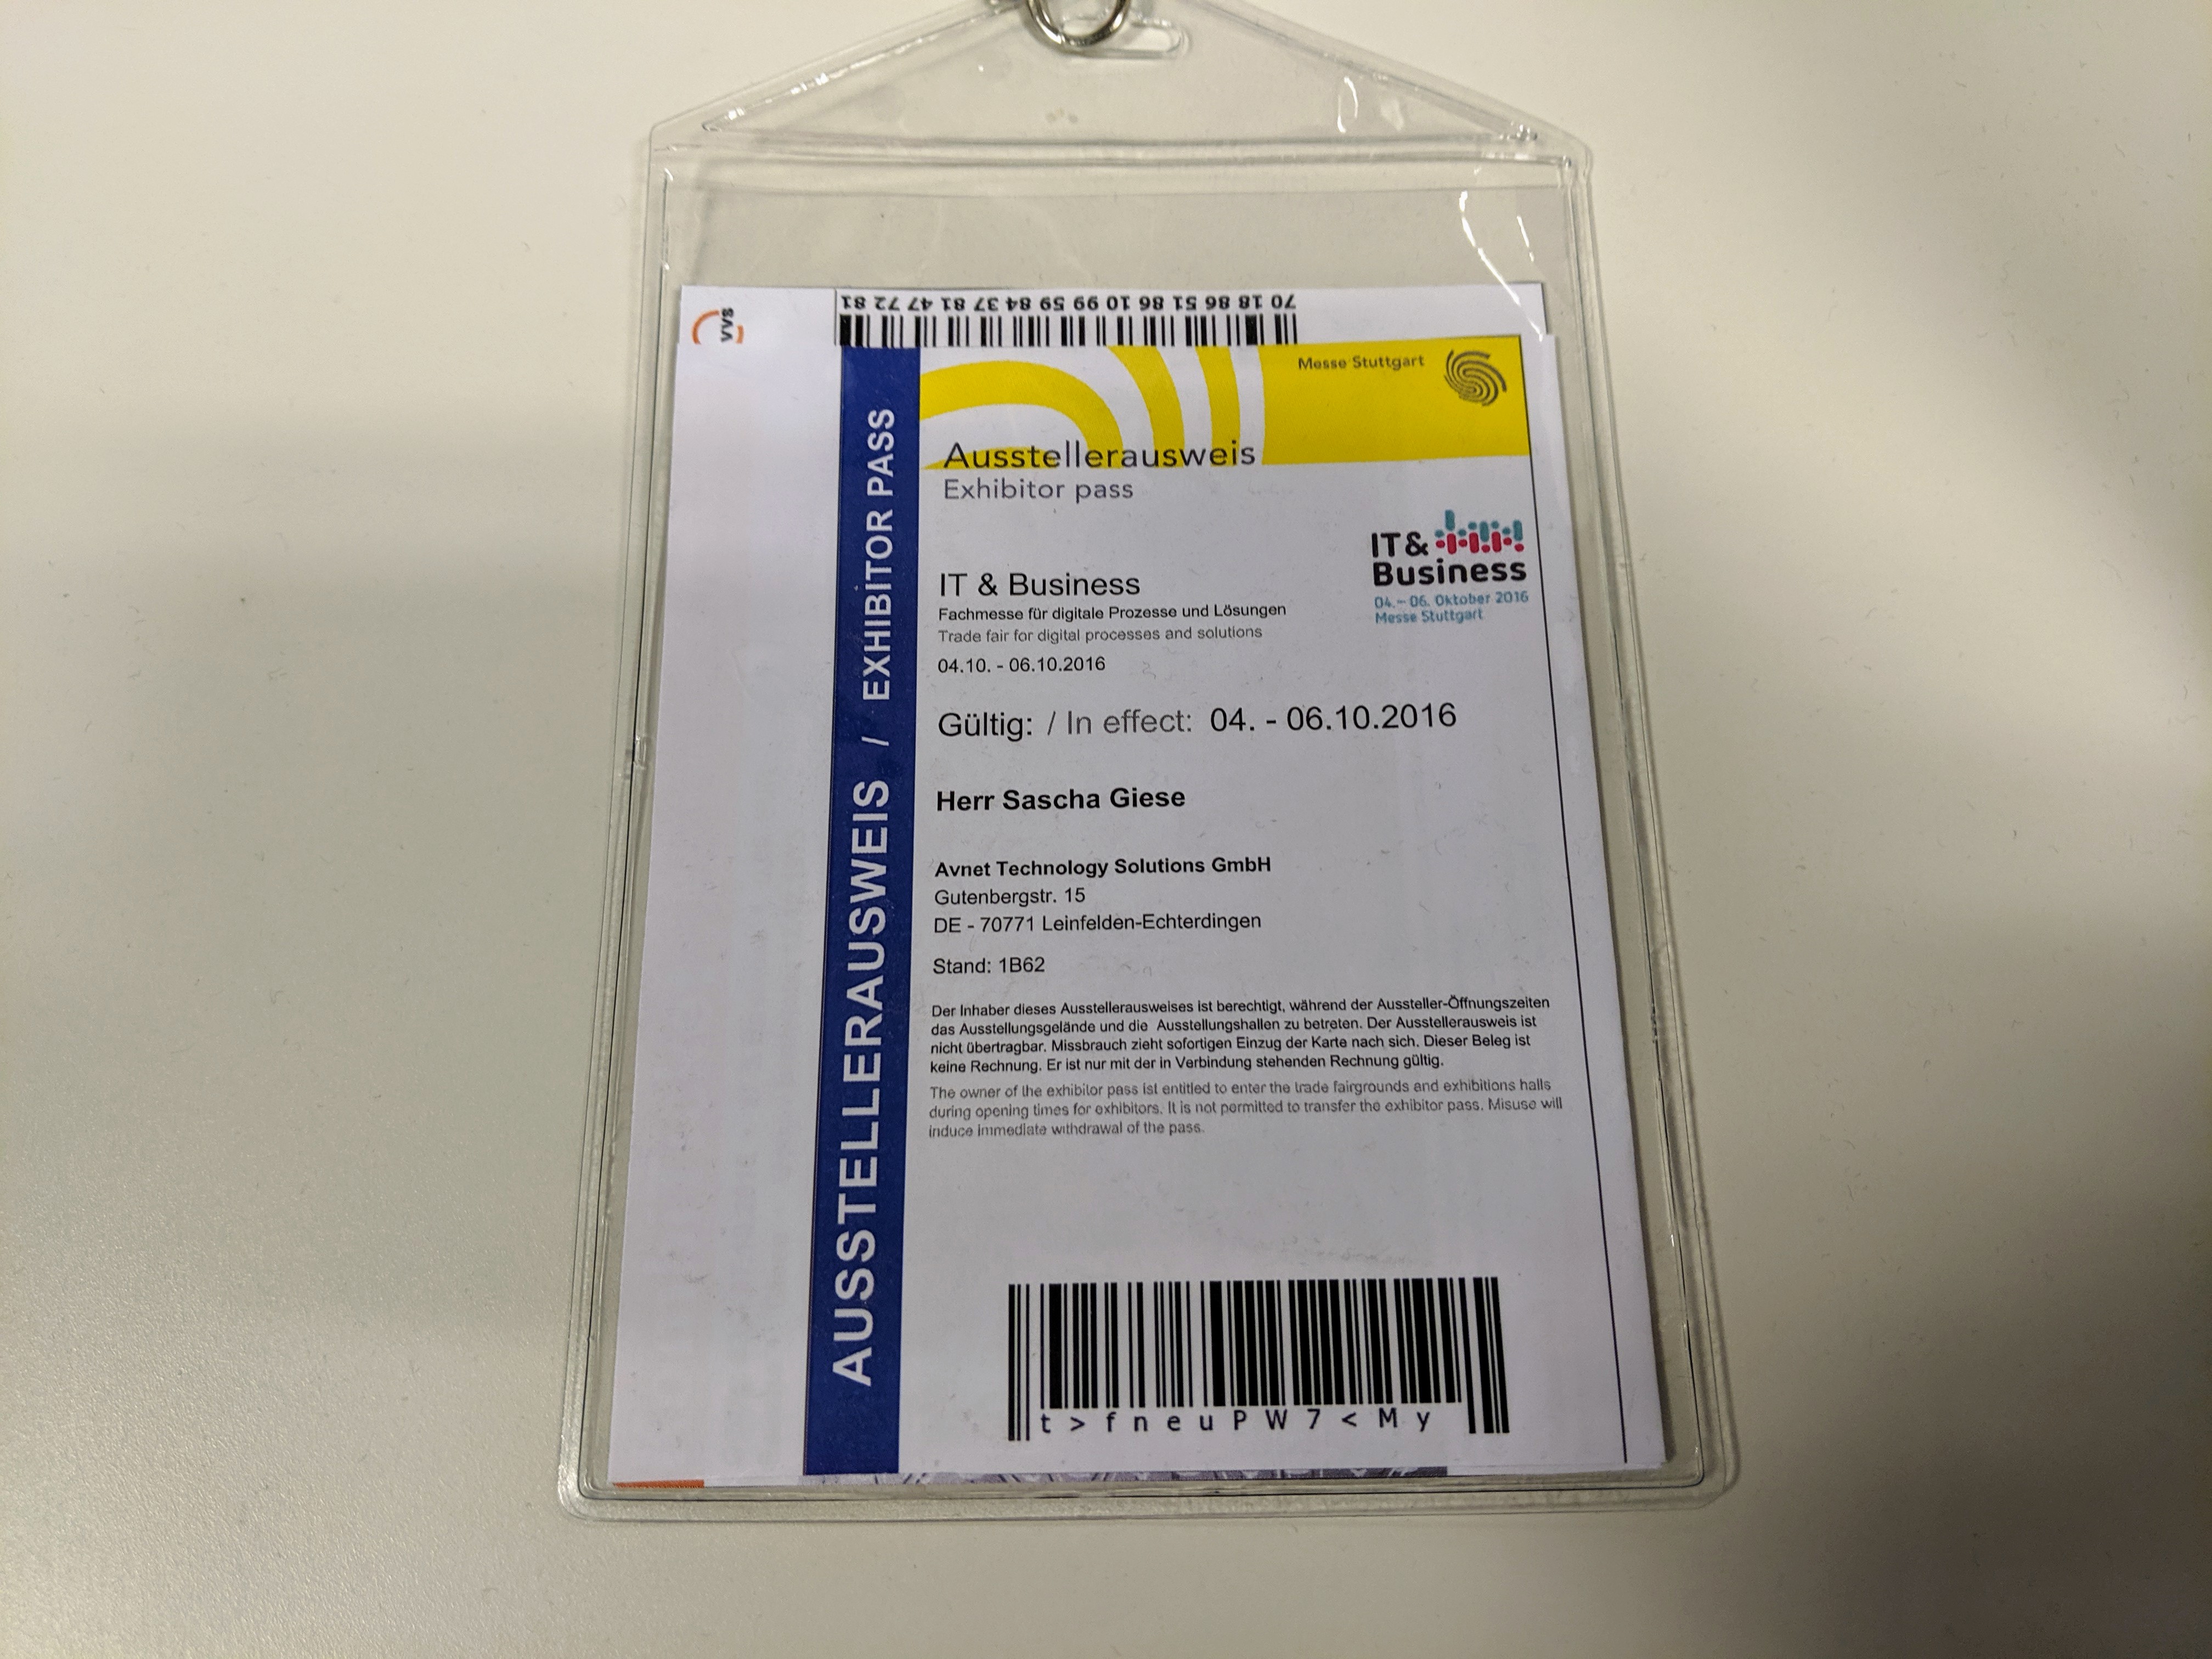 VVS
70 18 86 51 86 10 99 59 84 37 81 47 72 81
Messe Stuttgart
AUSSTELLERAUSWEIS / EXHIBITOR PASS
Ausstellerausweis
Exhibitor pass
IT &
Business
04.– 06. Oktober 2016
Messe Stuttgart
IT & Business
Fachmesse für digitale Prozesse und Lösungen
Trade fair for digital processes and solutions
04.10. - 06.10.2016
Gültig: / In effect: 04. - 06.10.2016
Herr Sascha Giese
Avnet Technology Solutions GmbH
Gutenbergstr. 15
DE - 70771 Leinfelden-Echterdingen
Stand: 1B62
Der Inhaber dieses Ausstellerausweises ist berechtigt, während der Aussteller-Öffnungszeiten
das Ausstellungsgelände und die Ausstellungshallen zu betreten. Der Ausstellerausweis ist
nicht übertragbar. Missbrauch zieht sofortigen Einzug der Karte nach sich. Dieser Beleg ist
keine Rechnung. Er ist nur mit der in Verbindung stehenden Rechnung gültig.
The owner of the exhibitor pass ist entitled to enter the trade fairgrounds and exhibitions halls
during opening times for exhibitors. It is not permitted to transfer the exhibitor pass. Misuse will
induce immediate withdrawal of the pass.
t > f n e u P W 7 < M y